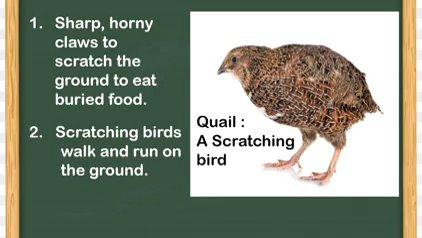 1. Sharp, horny
claws to
scratch the
ground to eat
buried food.
2. Scratching birds
walk and run on
the ground.
Quail :
A Scratching
bird